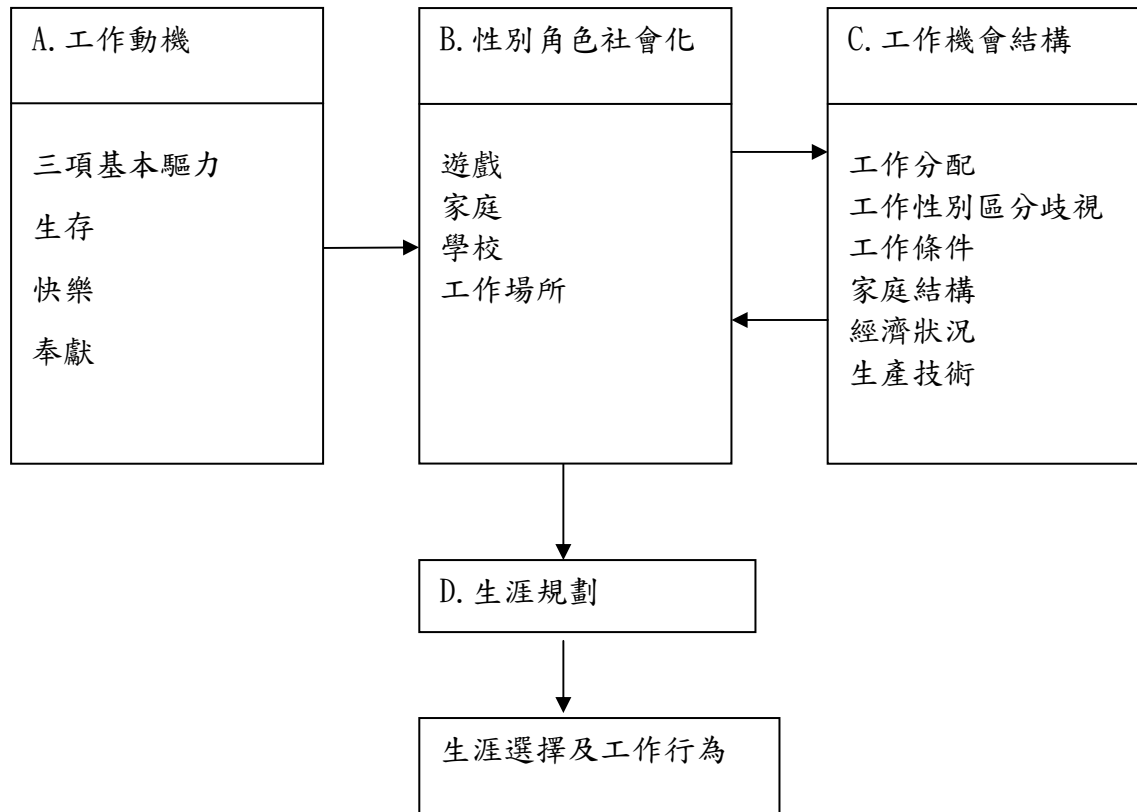 A.工作動機
三項基本驅力
生存
快樂
奉獻
B.性別角色社會化
遊戲
家庭
學校
工作場所
C.工作機會結構
工作分配
工作性別區分歧視
工作條件
家庭結構
經濟狀況
生產技術
D.生涯規劃
生涯選擇及工作行為